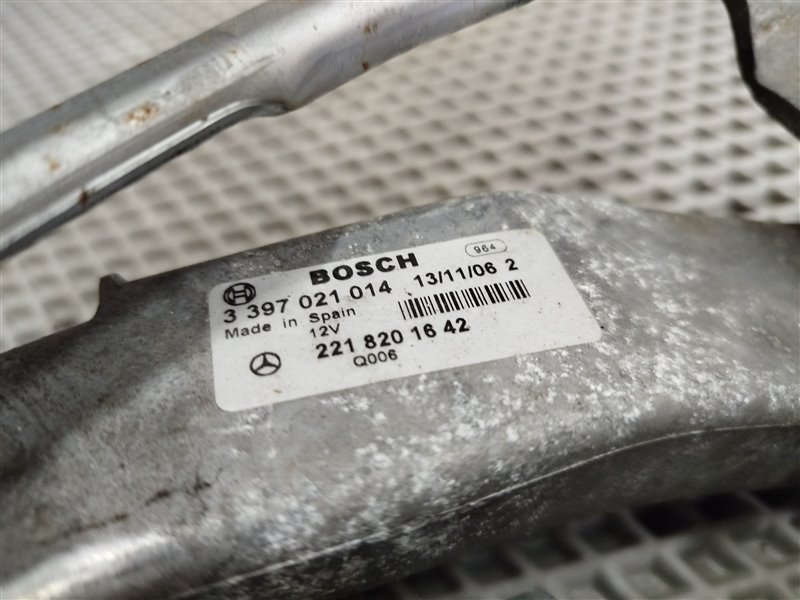 964
BOSCH
3 397 021 014 13/11/06 2
Made in Spain
12V
221 820 16 42
Q006